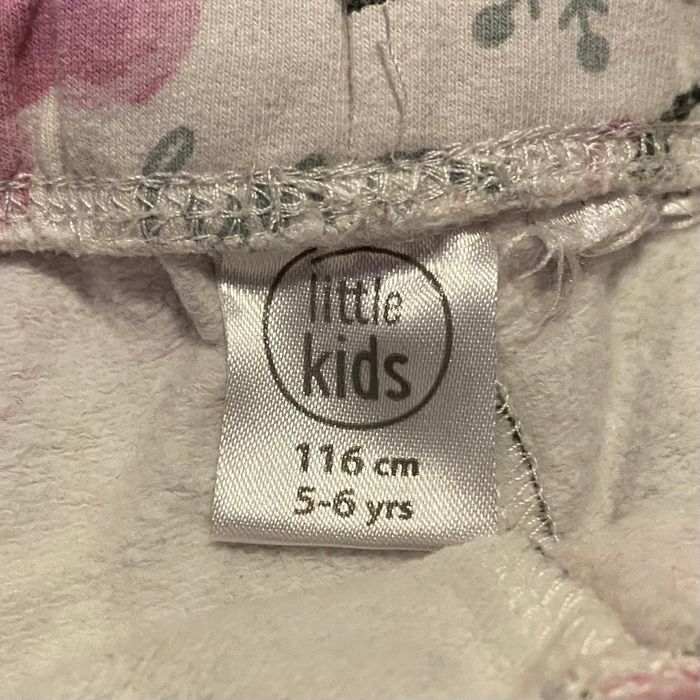 little
kids
116 cm
5-6 yrs